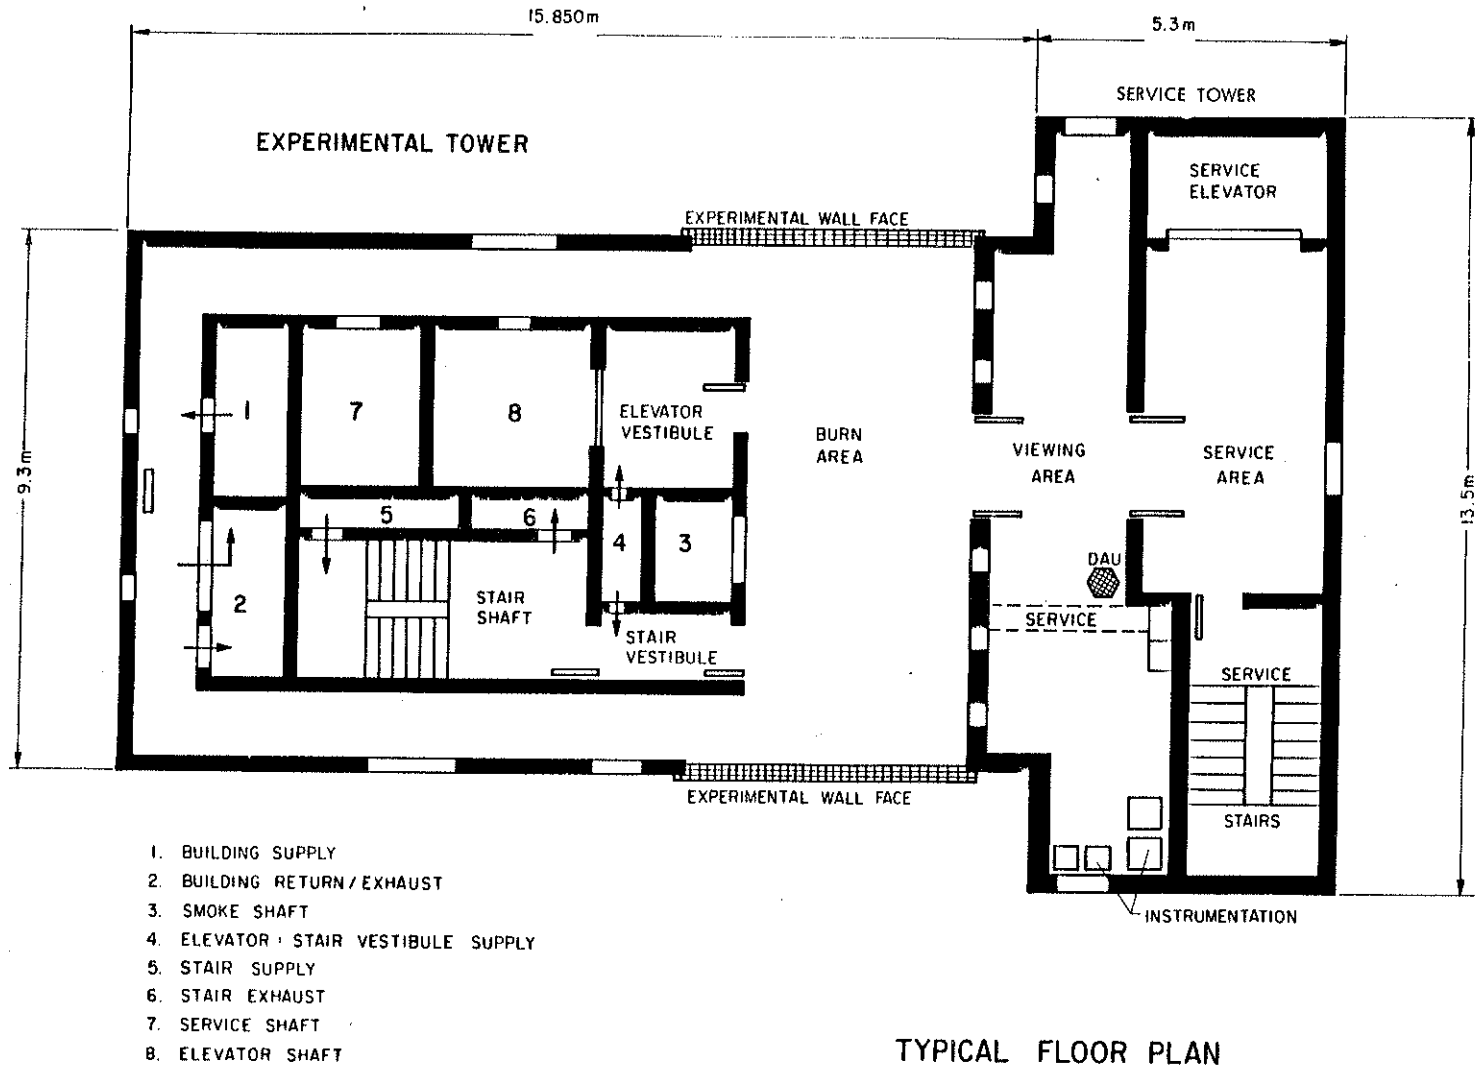 15.850m
5.3m
SERVICE TOWER
EXPERIMENTAL TOWER
SERVICE
ELEVATOR
EXPERIMENTAL WALL FACE
9.3m
13.5m
1
7
8
ELEVATOR
VESTIBULE
BURN
AREA
VIEWING
AREA
SERVICE
AREA
5
6
4
3
2
STAIR
SHAFT
STAIR
VESTIBULE
DAU
SERVICE
SERVICE
STAIRS
EXPERIMENTAL WALL FACE
INSTRUMENTATION
1. BUILDING SUPPLY
2. BUILDING RETURN/EXHAUST
3. SMOKE SHAFT
4. ELEVATOR : STAIR VESTIBULE SUPPLY
5. STAIR SUPPLY
6. STAIR EXHAUST
7. SERVICE SHAFT
8. ELEVATOR SHAFT
TYPICAL FLOOR PLAN